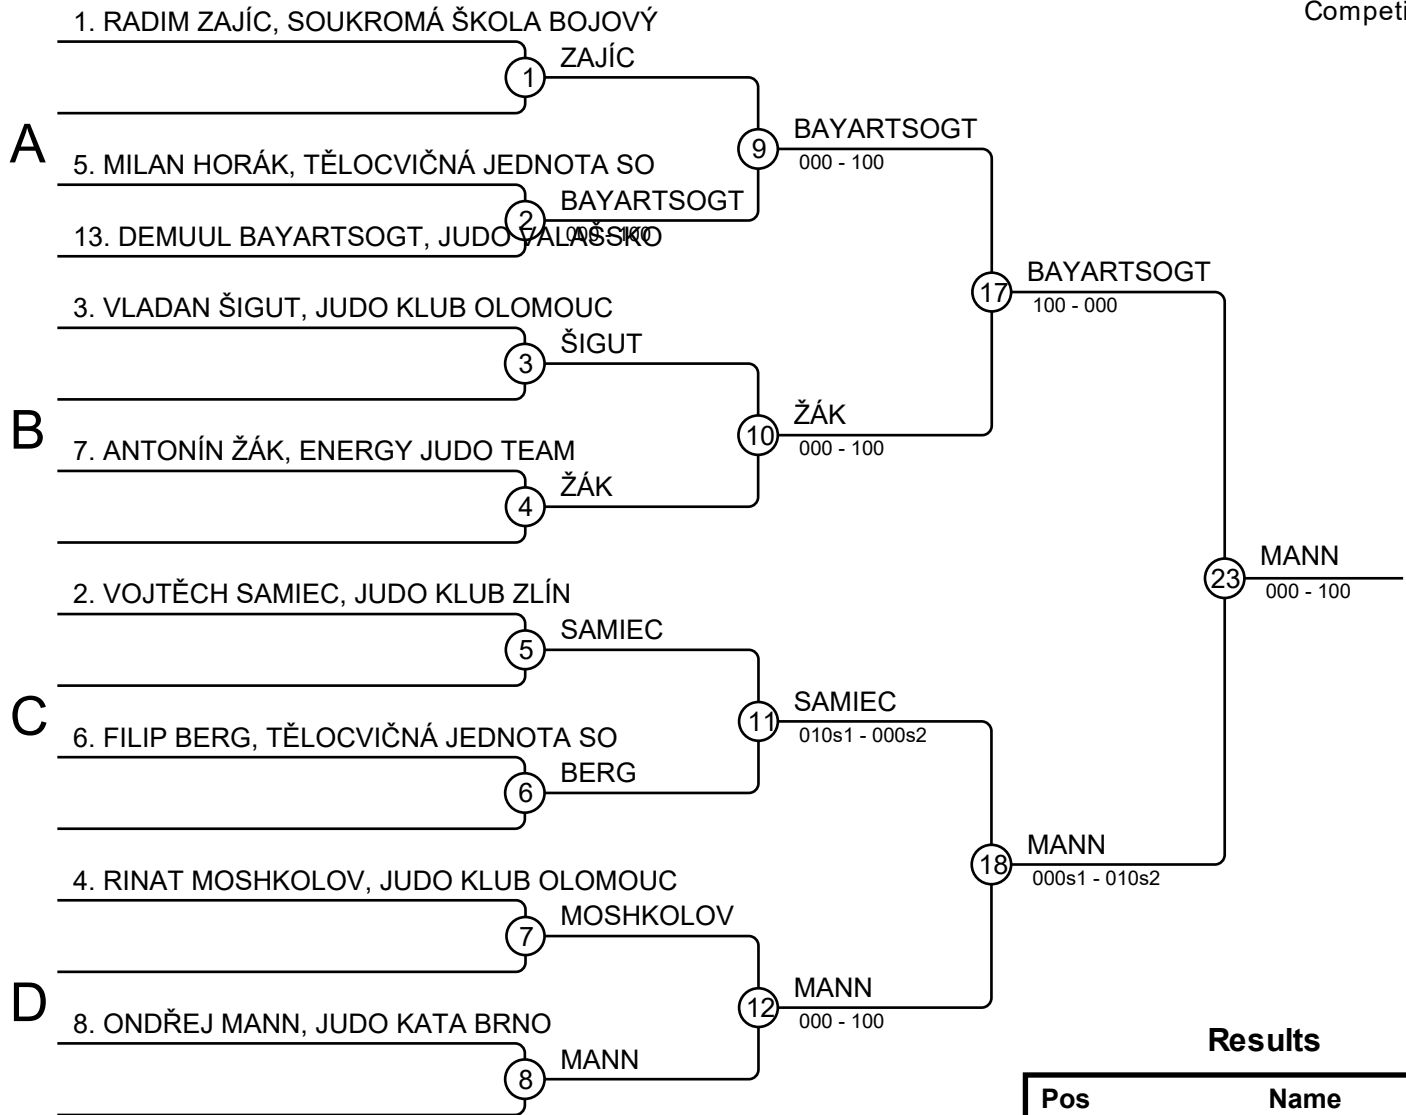 Competi
1. RADIM ZAJÍC, SOUKROMÁ ŠKOLA BOJOVÝ
1
ZAJÍC
A
9
BAYARTSOGT
000 - 100
5. MILAN HORÁK, TĚLOCVIČNÁ JEDNOTA SO
2
BAYARTSOGT
000 - 100
13. DEMUUL BAYARTSOGT, JUDO VALAŠSKO
17
BAYARTSOGT
100 - 000
3. VLADAN ŠIGUT, JUDO KLUB OLOMOUC
3
ŠIGUT
B
10
ŽÁK
000 - 100
7. ANTONÍN ŽÁK, ENERGY JUDO TEAM
4
ŽÁK
23
MANN
000 - 100
2. VOJTĚCH SAMIEC, JUDO KLUB ZLÍN
5
SAMIEC
C
11
SAMIEC
010s1 - 000s2
6. FILIP BERG, TĚLOCVIČNÁ JEDNOTA SO
6
BERG
18
MANN
000s1 - 010s2
4. RINAT MOSHKOLOV, JUDO KLUB OLOMOUC
7
MOSHKOLOV
D
12
MANN
000 - 100
8. ONDŘEJ MANN, JUDO KATA BRNO
8
MANN
Results
Pos Name